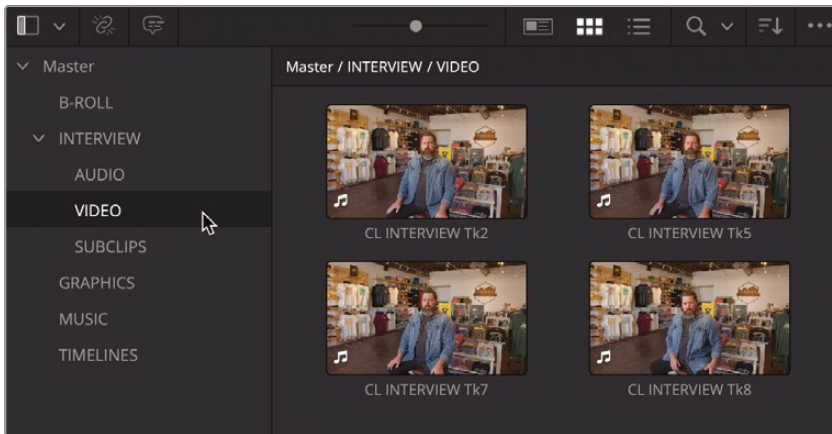 Master
B-ROLL
INTERVIEW
AUDIO
VIDEO
SUBCLIPS
GRAPHICS
MUSIC
TIMELINES
Master / INTERVIEW / VIDEO
CL INTERVIEW Tk2
CL INTERVIEW Tk5
CL INTERVIEW Tk7
CL INTERVIEW Tk8